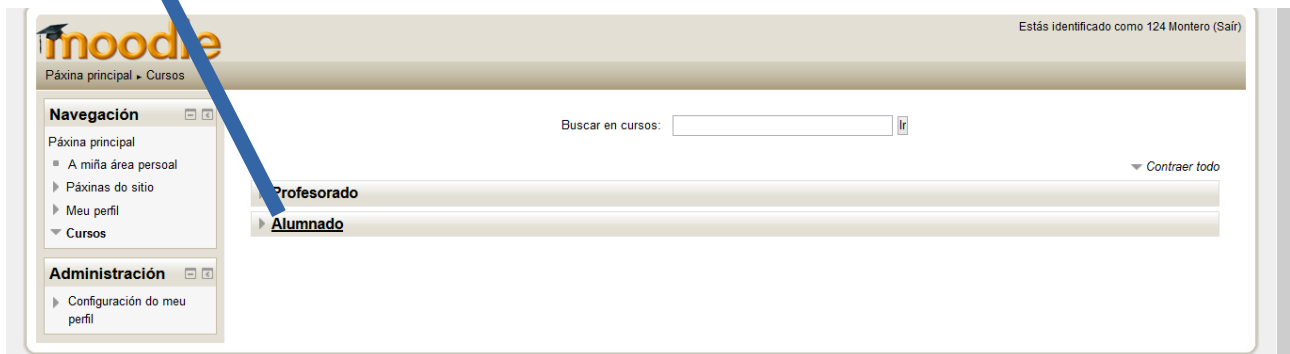 Estás identificado como 124 Montero (Saír)
moodle
Páxina principal ▸ Cursos
Navegación
Páxina principal
A miña área persoal
Páxinas do sitio
Meu perfil
Cursos
Administración
Configuración do meu
perfil
Buscar en cursos: Ir
Contraer todo
Profesorado
Alumnado